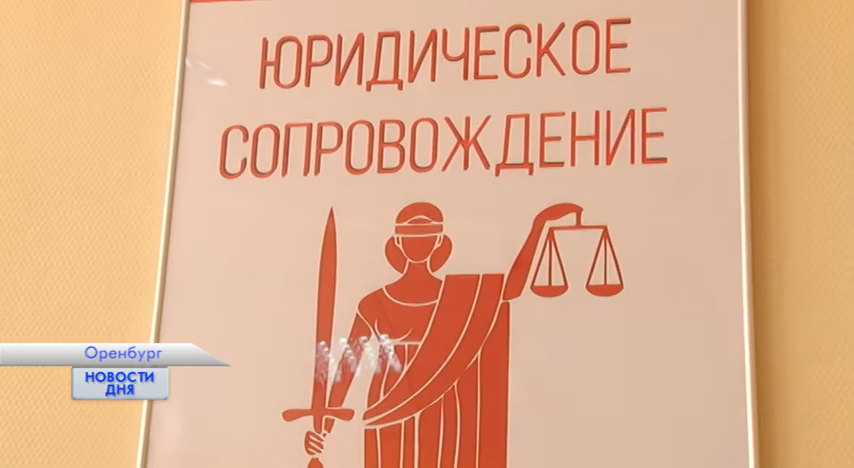 ЮРИДИЧЕСКОЕ
СОПРОВОЖДЕНИЕ
Оренбург
НОВОСТИ
ДНЯ